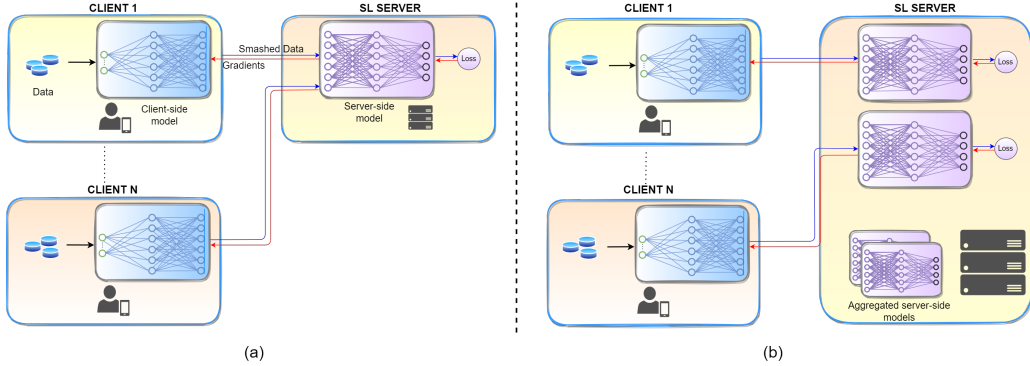 CLIENT 1
SL SERVER
Smashed Data
Gradients
Loss
Data
Client-side
model
Server-side
model
CLIENT N
(a)
CLIENT 1
SL SERVER
Loss
Loss
CLIENT N
Aggregated server-side
models
(b)